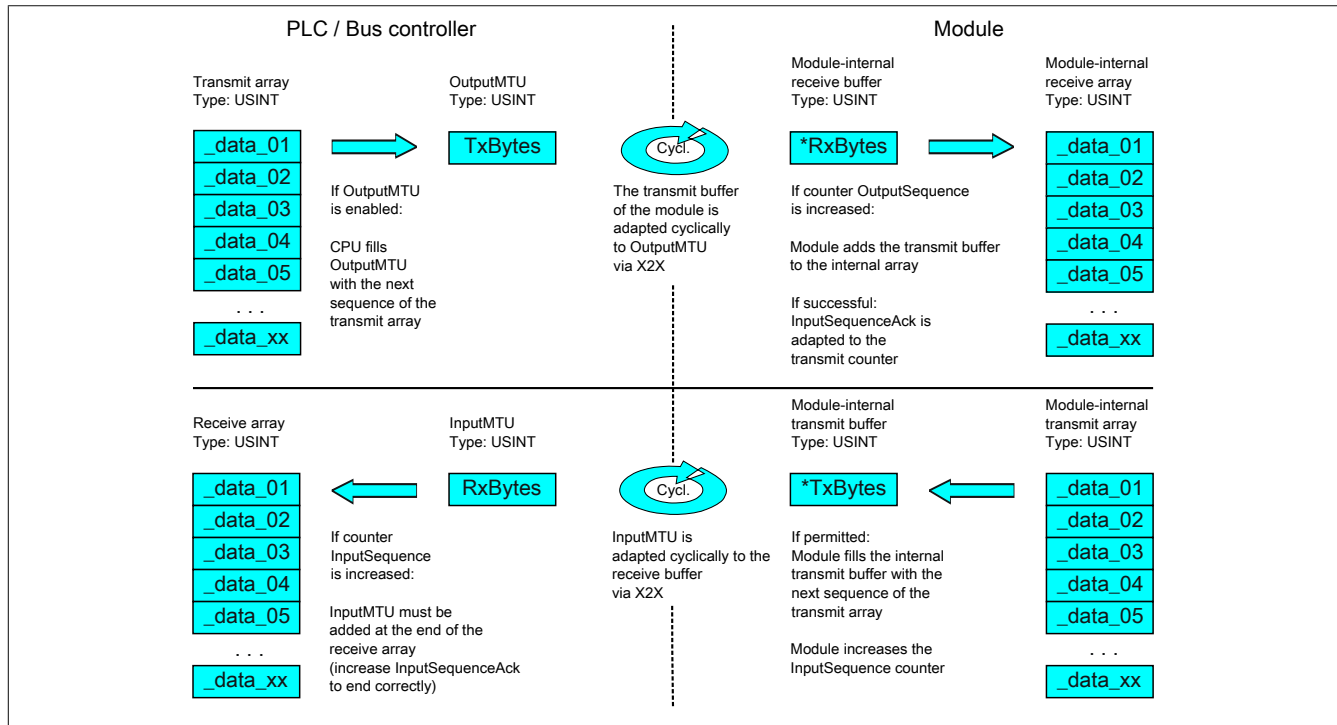 PLC / Bus controller
Module
Transmit array
Type: USINT
OutputMTU
Type: USINT
Module-internal
receive buffer
Type: USINT
Module-internal
receive array
Type: USINT
_data_01
_data_02
_data_03
_data_04
_data_05
. . .
_data_xx
TxBytes
If OutputMTU
is enabled:
CPU fills
OutputMTU
with the next
sequence of the
transmit array
Cycl.
The transmit buffer
of the module is
adapted cyclically
to OutputMTU
via X2X
*RxBytes
If counter OutputSequence
is increased:
Module adds the transmit buffer
to the internal array
If successful:
InputSequenceAck is
adapted to the
transmit counter
_data_01
_data_02
_data_03
_data_04
_data_05
. . .
_data_xx
Receive array
Type: USINT
InputMTU
Type: USINT
Module-internal
transmit buffer
Type: USINT
Module-internal
transmit array
Type: USINT
_data_01
_data_02
_data_03
_data_04
_data_05
. . .
_data_xx
RxBytes
If counter
InputSequence
is increased:
InputMTU must be
added at the end of the
receive array
(increase InputSequenceAck
to end correctly)
Cycl.
InputMTU is
adapted cyclically to the
receive buffer
via X2X
*TxBytes
If permitted:
Module fills the internal
transmit buffer with the
next sequence of the
transmit array
Module increases the
InputSequence counter
_data_01
_data_02
_data_03
_data_04
_data_05
. . .
_data_xx